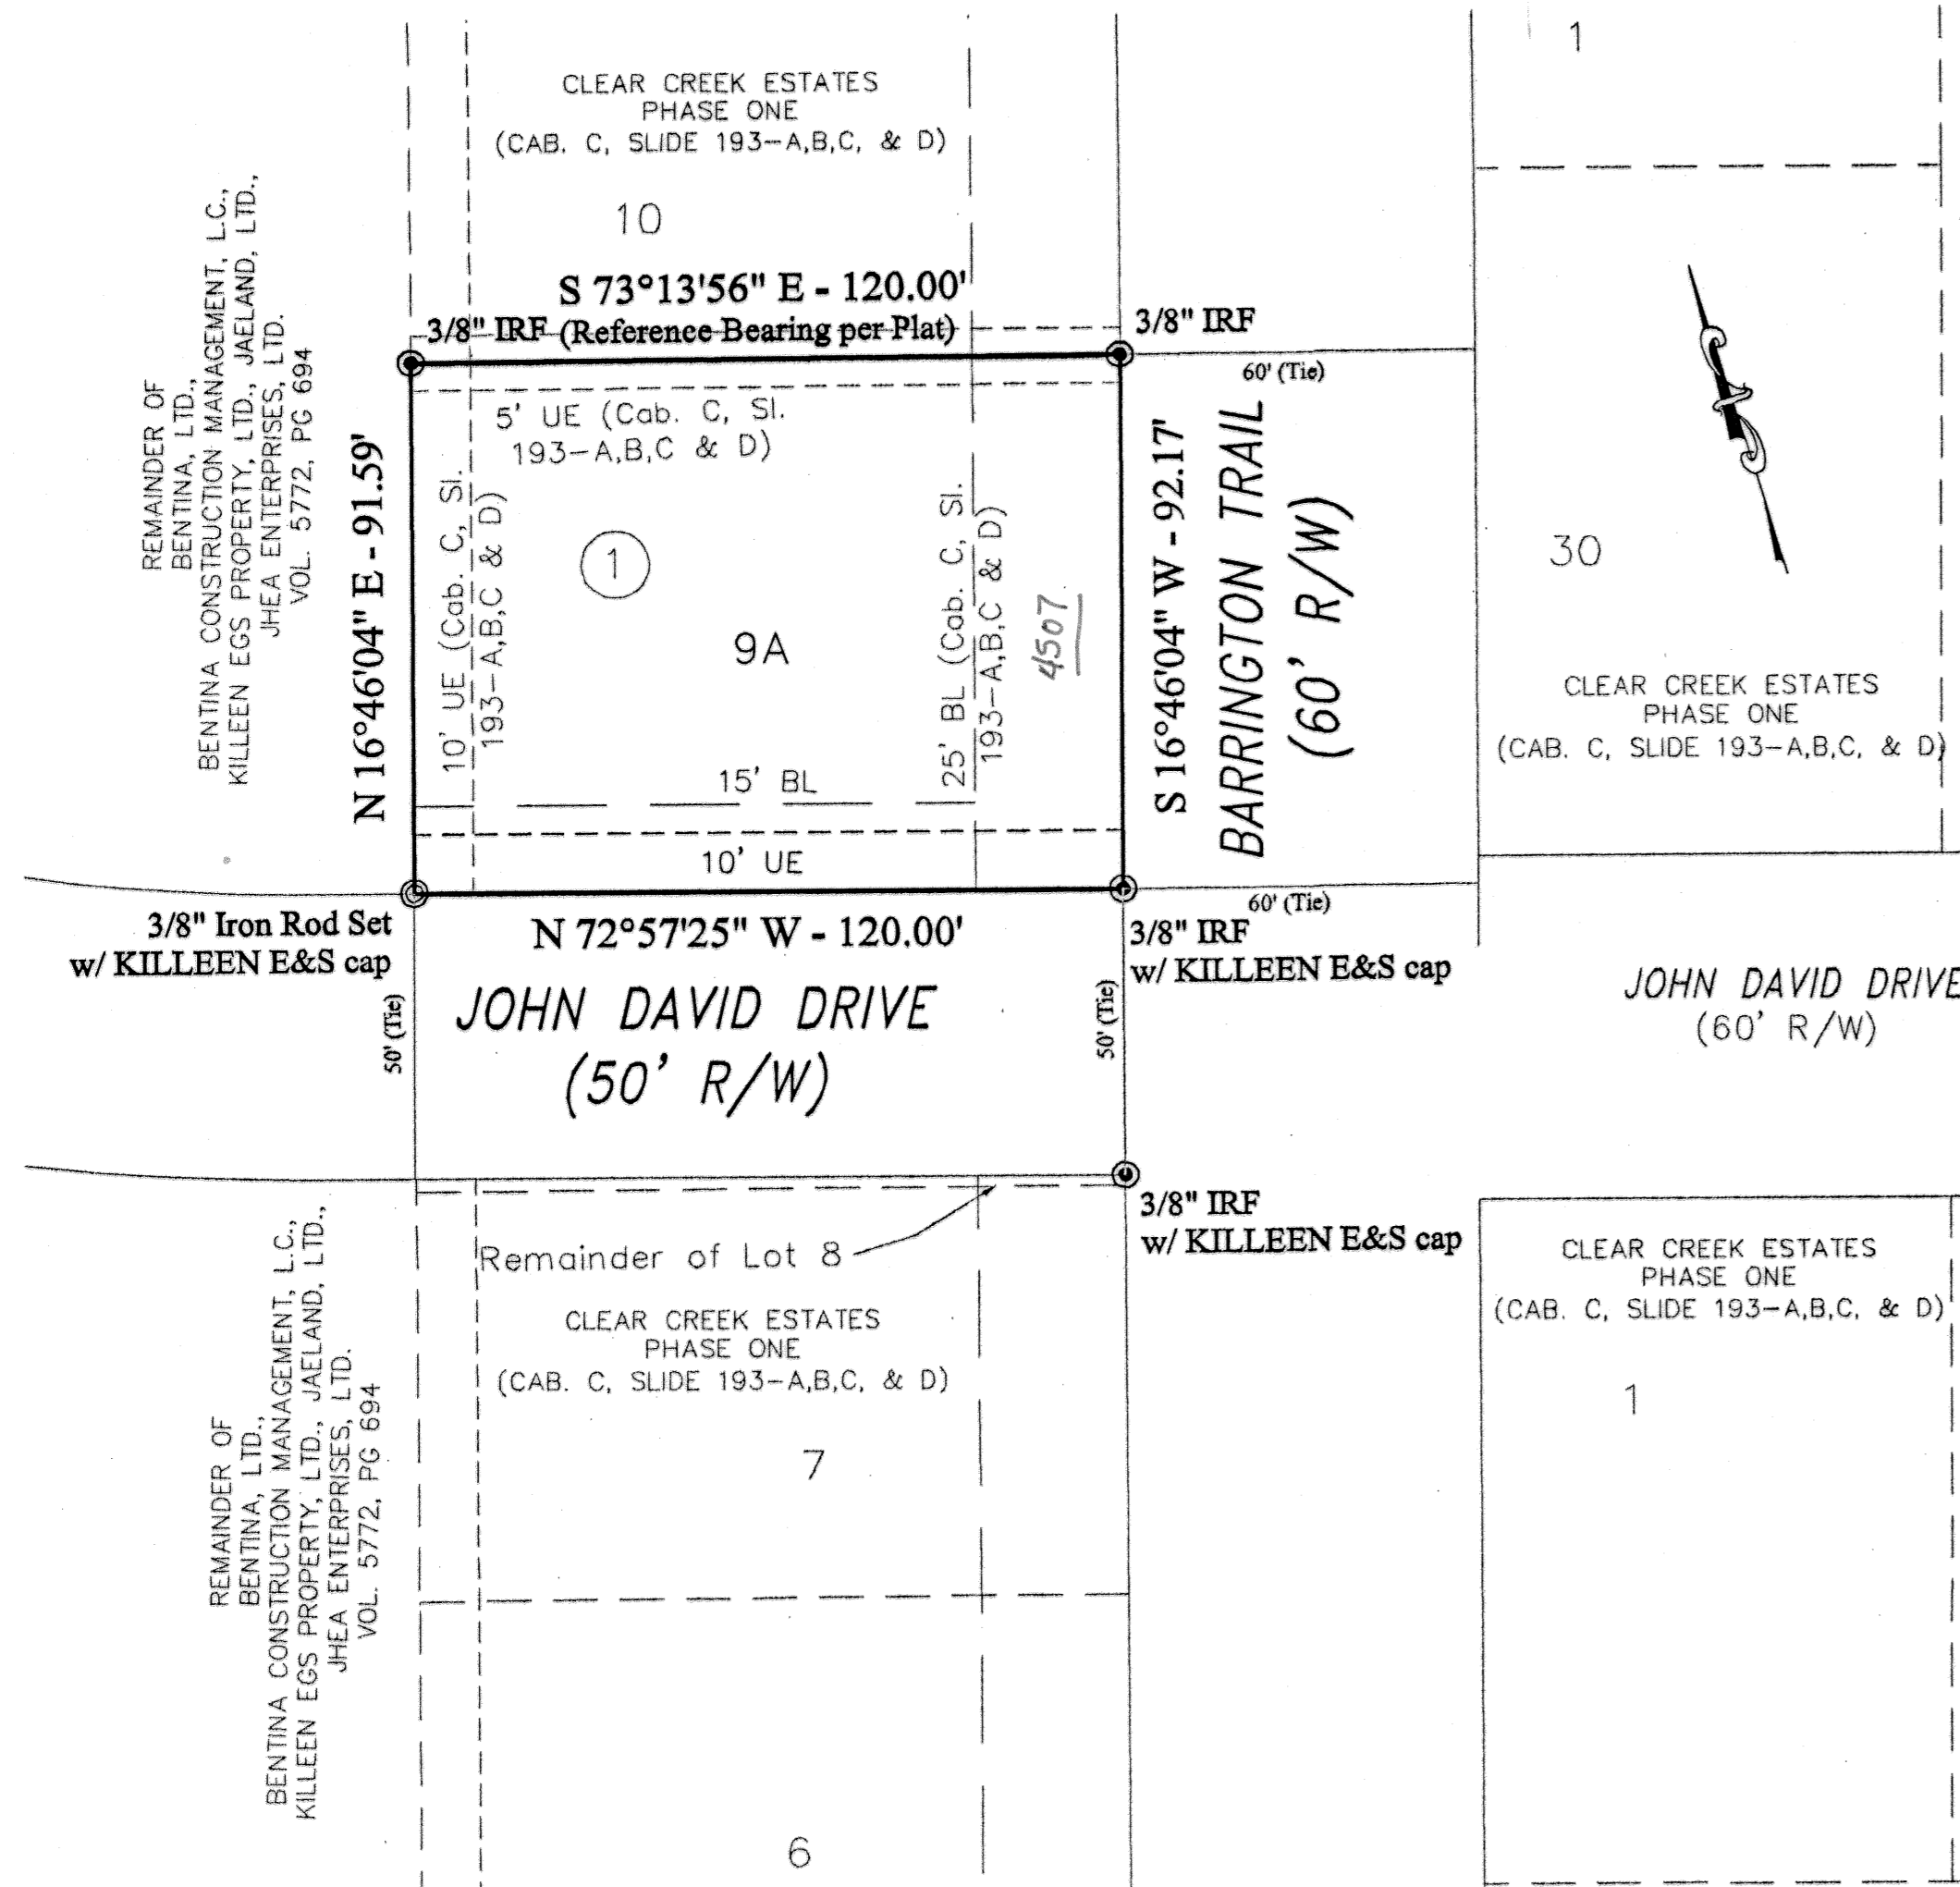 1
CLEAR CREEK ESTATES
PHASE ONE
(CAB. C, SLIDE 193-A,B,C, & D)
10
S 73°13'56" E - 120.00'
3/8" IRF (Reference Bearing per Plat)
3/8" IRF
60' (Tie)
REMAINDER OF
BENTINA, LTD.,
BENTINA CONSTRUCTION MANAGEMENT, L.C.,
KILLEEN EGS PROPERTY, LTD., JAELAND, LTD.,
JHEA ENTERPRISES, LTD.
VOL. 5772, PG 694
N 16°46'04" E - 91.59'
5' UE (Cab. C, Sl.
193-A,B,C & D)
10' UE (Cab. C, Sl.
193-A,B,C & D)
1
9A
25' BL (Cab. C, Sl.
193-A,B,C & D)
4507
15' BL
10' UE
S 16°46'04" W - 92.17'
BARRINGTON TRAIL
(60' R/W)
30
CLEAR CREEK ESTATES
PHASE ONE
(CAB. C, SLIDE 193-A,B,C, & D)
3/8" Iron Rod Set
w/ KILLEEN E&S cap
N 72°57'25" W - 120.00'
60' (Tie)
3/8" IRF
w/ KILLEEN E&S cap
50' (Tie)
JOHN DAVID DRIVE
(50' R/W)
50' (Tie)
JOHN DAVID DRIVE
(60' R/W)
3/8" IRF
w/ KILLEEN E&S cap
Remainder of Lot 8
CLEAR CREEK ESTATES
PHASE ONE
(CAB. C, SLIDE 193-A,B,C, & D)
7
6
REMAINDER OF
BENTINA, LTD.,
BENTINA CONSTRUCTION MANAGEMENT, L.C.,
KILLEEN EGS PROPERTY, LTD., JAELAND, LTD.,
JHEA ENTERPRISES, LTD.
VOL. 5772, PG 694
CLEAR CREEK ESTATES
PHASE ONE
(CAB. C, SLIDE 193-A,B,C, & D)
1